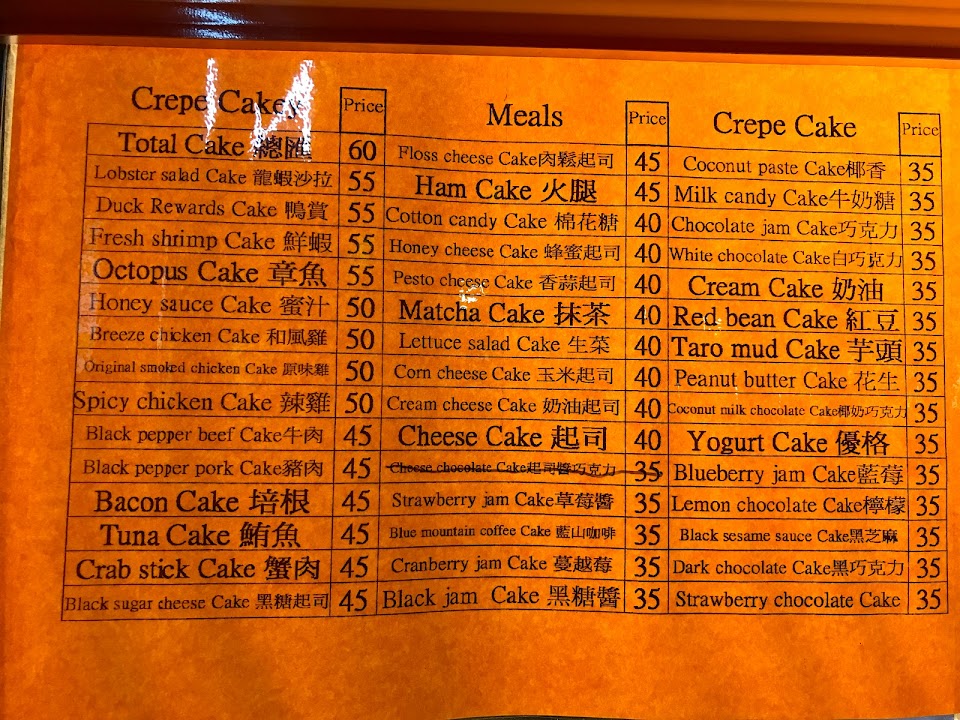 Crepe Cakes Price
Total Cake 總匯 60
Lobster salad Cake 龍蝦沙拉 55
Duck Rewards Cake 鴨賞 55
Fresh shrimp Cake 鮮蝦 55
Octopus Cake 章魚 55
Honey sauce Cake 蜜汁 50
Breeze chicken Cake 和風雞 50
Original smoked chicken Cake 原味雞 50
Spicy chicken Cake 辣雞 50
Black pepper beef Cake牛肉 45
Black pepper pork Cake豬肉 45
Bacon Cake 培根 45
Tuna Cake 鮪魚 45
Crab stick Cake 蟹肉 45
Black sugar cheese Cake 黑糖起司 45
Meals Price
Floss cheese Cake肉鬆起司 45
Ham Cake 火腿 45
Cotton candy Cake 棉花糖 40
Honey cheese Cake 蜂蜜起司 40
Pesto cheese Cake 香蒜起司 40
Matcha Cake 抹茶 40
Lettuce salad Cake 生菜 40
Corn cheese Cake 玉米起司 40
Cream cheese Cake 奶油起司 40
Cheese Cake 起司 40
Cheese chocolate Cake起司醬巧克力 35
Strawberry jam Cake草莓醬 35
Blue mountain coffee Cake 藍山咖啡 35
Cranberry jam Cake 蔓越莓 35
Black jam Cake 黑糖醬 35
Crepe Cake Price
Coconut paste Cake椰香 35
Milk candy Cake牛奶糖 35
Chocolate jam Cake巧克力 35
White chocolate Cake白巧克力 35
Cream Cake 奶油 35
Red bean Cake 紅豆 35
Taro mud Cake 芋頭 35
Peanut butter Cake 花生 35
Coconut milk chocolate Cake椰奶巧克力 35
Yogurt Cake 優格 35
Blueberry jam Cake藍莓 35
Lemon chocolate Cake檸檬 35
Black sesame sauce Cake黑芝麻 35
Dark chocolate Cake黑巧克力 35
Strawberry chocolate Cake 35